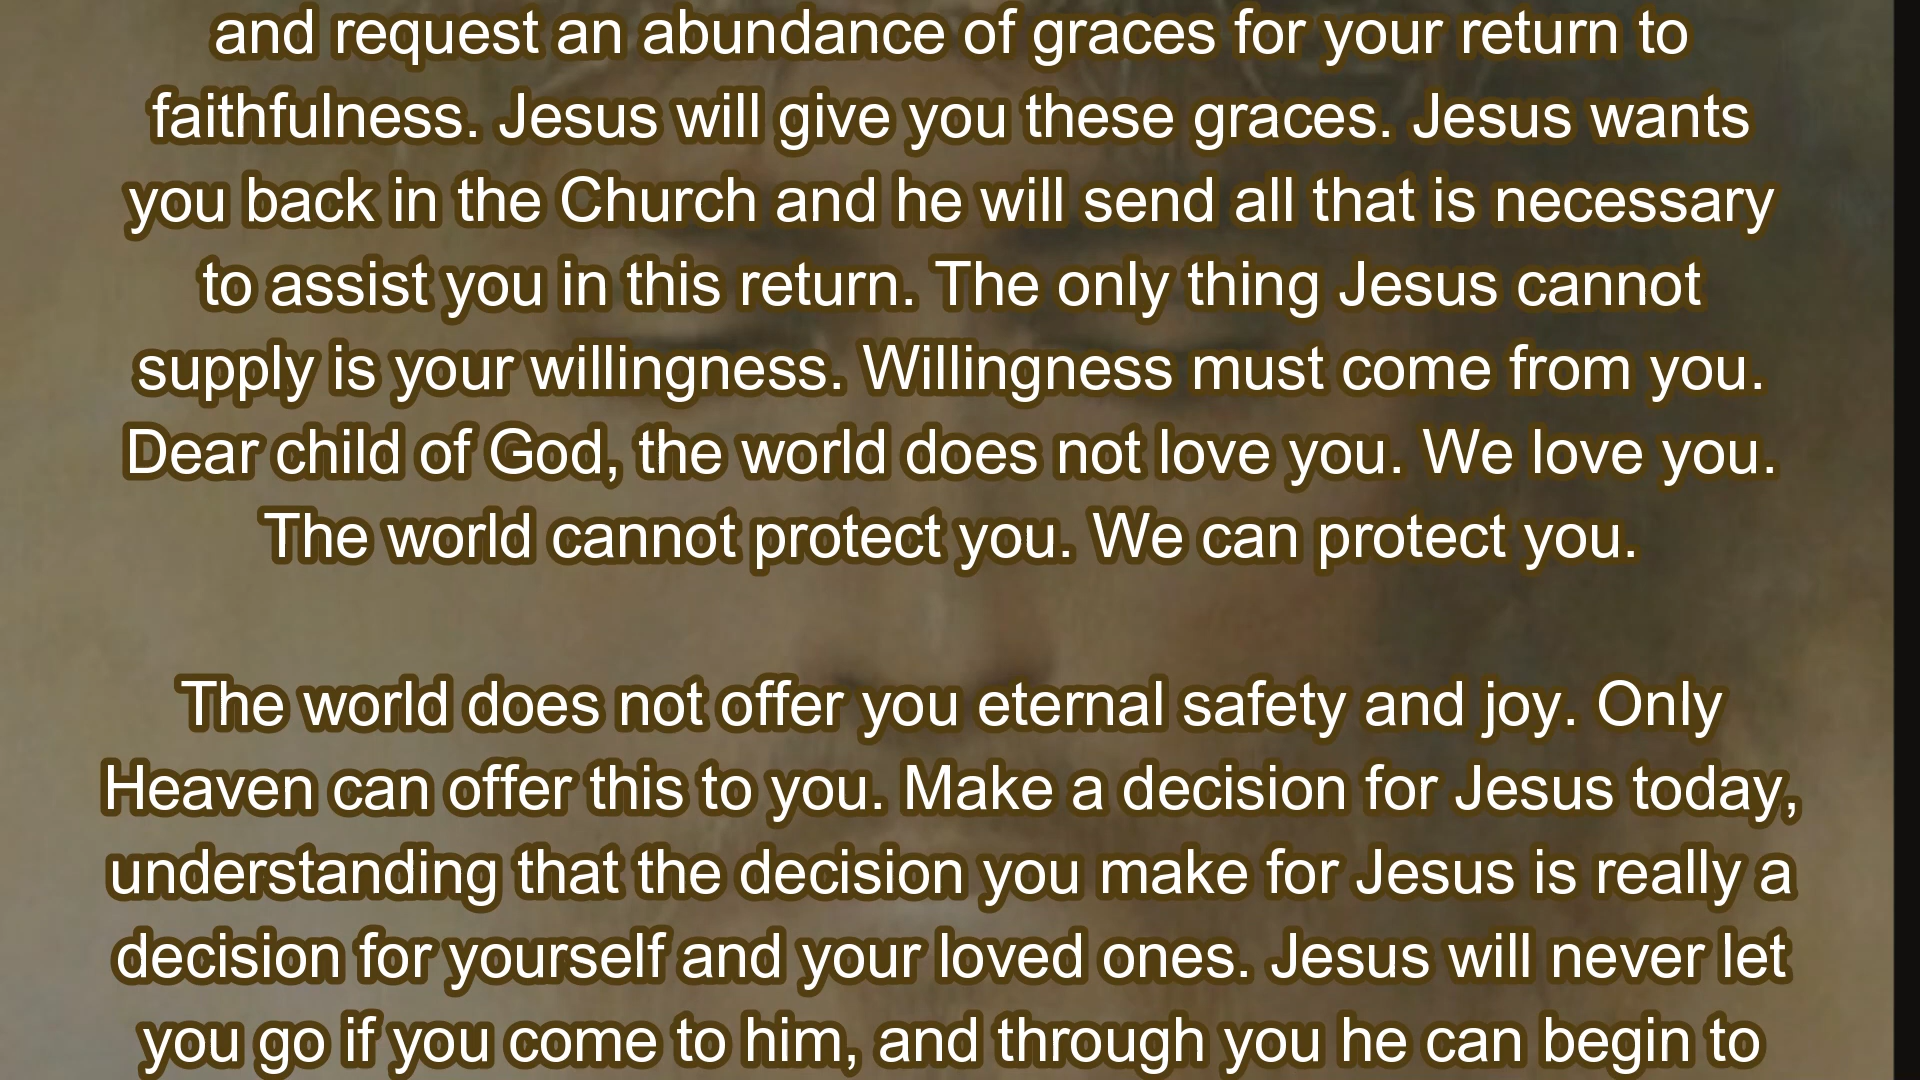 and request an abundance of graces for your return to
faithfulness. Jesus will give you these graces. Jesus wants
you back in the Church and he will send all that is necessary
to assist you in this return. The only thing Jesus cannot
supply is your willingness. Willingness must come from you.
Dear child of God, the world does not love you. We love you.
The world cannot protect you. We can protect you.
The world does not offer you eternal safety and joy. Only
Heaven can offer this to you. Make a decision for Jesus today,
understanding that the decision you make for Jesus is really a
decision for yourself and your loved ones. Jesus will never let
you go if you come to him, and through you he can begin to